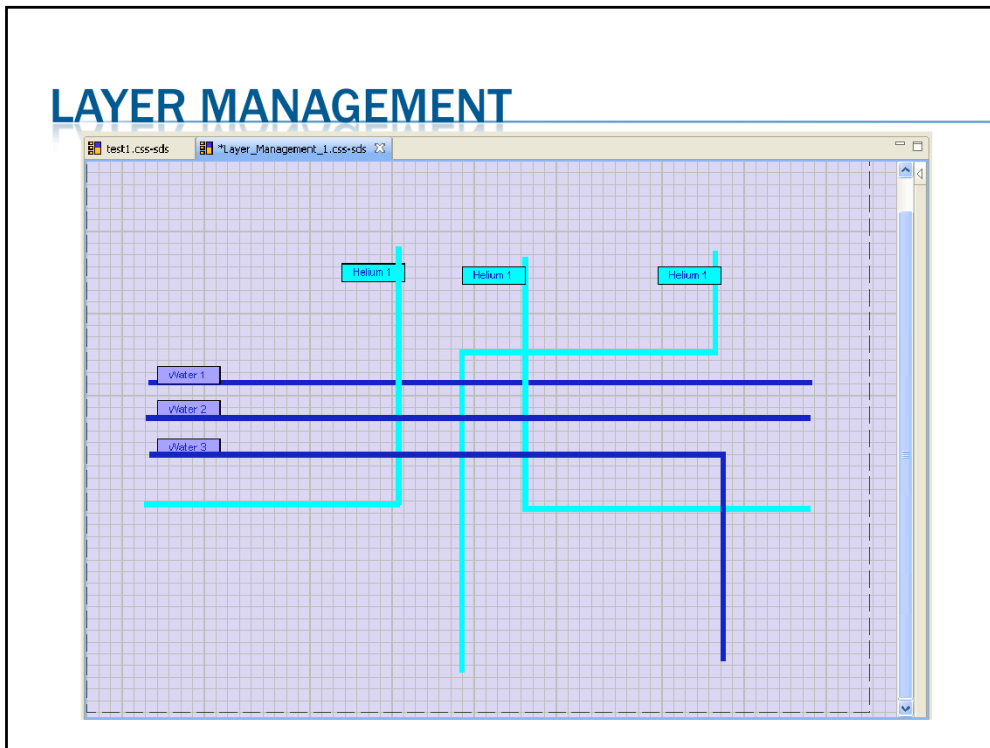 LAYER MANAGEMENT
test1.css-sds
*Layer_Management_1.css-sds
Helium 1
Helium 1
Helium 1
Water 1
Water 2
Water 3